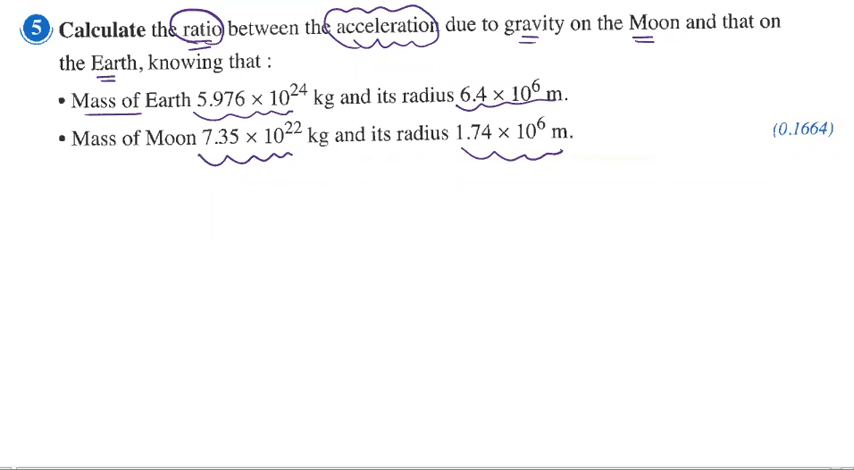 5 Calculate the ratio between the acceleration due to gravity on the Moon and that on
the Earth, knowing that :
• Mass of Earth 5.976 × 10²⁴ kg and its radius 6.4 × 10⁶ m.
• Mass of Moon 7.35 × 10²² kg and its radius 1.74 × 10⁶ m. (0.1664)